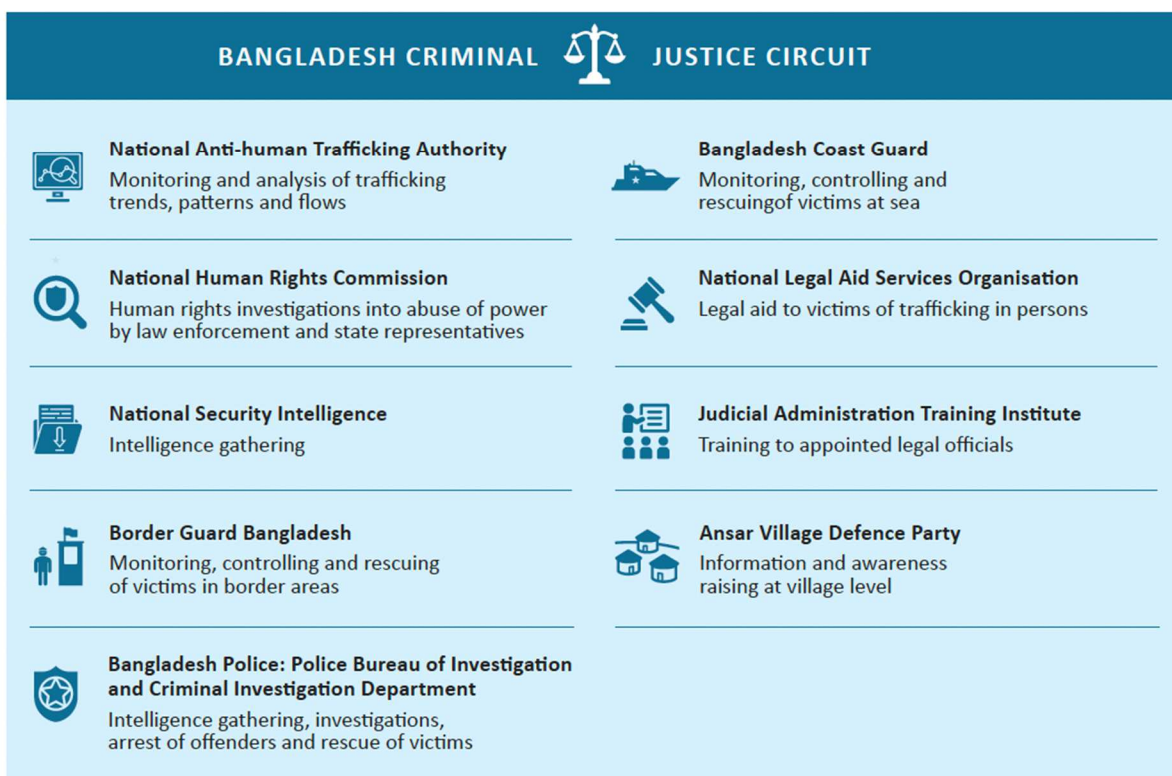 BANGLADESH CRIMINAL JUSTICE CIRCUIT
National Anti-human Trafficking Authority
Monitoring and analysis of trafficking
trends, patterns and flows
National Human Rights Commission
Human rights investigations into abuse of power
by law enforcement and state representatives
National Security Intelligence
Intelligence gathering
Border Guard Bangladesh
Monitoring, controlling and rescuing
of victims in border areas
Bangladesh Police: Police Bureau of Investigation
and Criminal Investigation Department
Intelligence gathering, investigations,
arrest of offenders and rescue of victims
Bangladesh Coast Guard
Monitoring, controlling and
rescuingof victims at sea
National Legal Aid Services Organisation
Legal aid to victims of trafficking in persons
Judicial Administration Training Institute
Training to appointed legal officials
Ansar Village Defence Party
Information and awareness
raising at village level